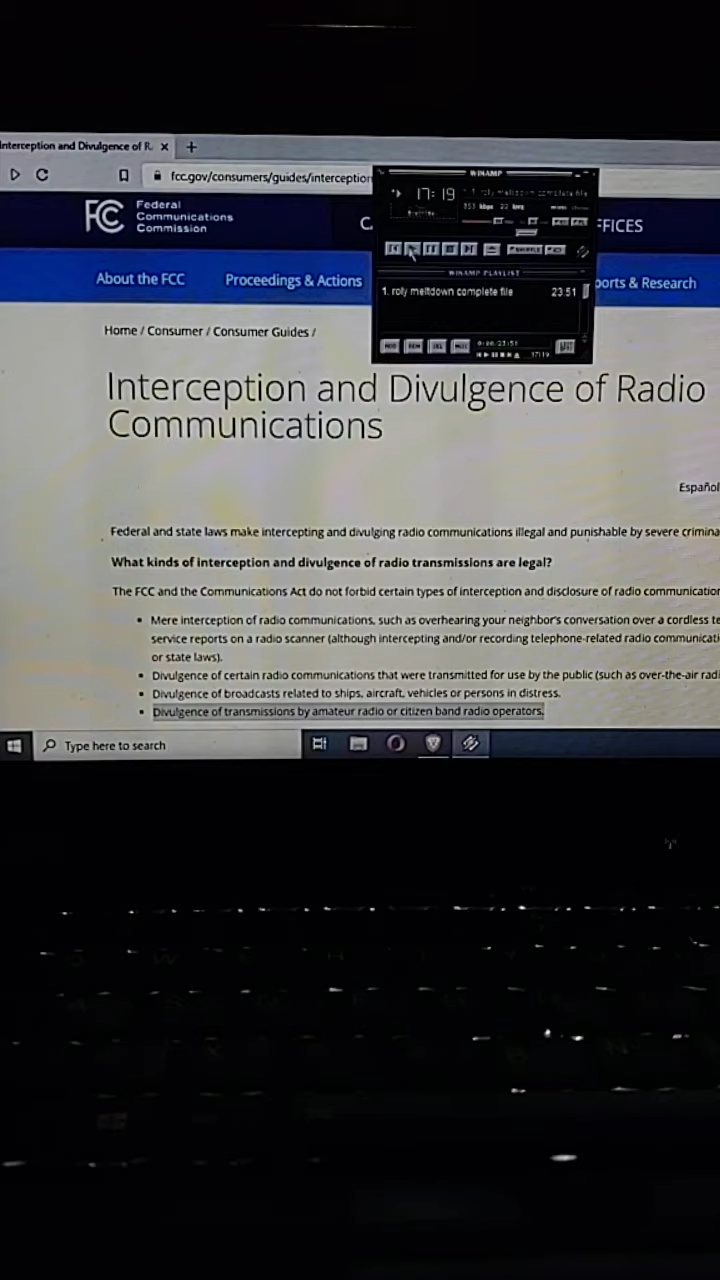 Interception and Divulgence of R
fcc.gov/consumers/guides/interception
FCC
Federal
Communications
Commission
FFICES
About the FCC
Proceedings & Actions
ports & Research
WINAMP
17:19
WINAMP PLAYLIST
1. roly meltdown complete file 23:51
Home / Consumer / Consumer Guides /
Interception and Divulgence of Radio
Communications
Español
Federal and state laws make intercepting and divulging radio communications illegal and punishable by severe crimina
What kinds of interception and divulgence of radio transmissions are legal?
The FCC and the Communications Act do not forbid certain types of interception and disclosure of radio communication
Mere interception of radio communications, such as overhearing your neighbor's conversation over a cordless te
service reports on a radio scanner (although intercepting and/or recording telephone-related radio communicati
or state laws).
Divulgence of certain radio communications that were transmitted for use by the public (such as over-the-air radi
Divulgence of broadcasts related to ships, aircraft, vehicles or persons in distress.
Divulgence of transmissions by amateur radio or citizen band radio operators.
Type here to search